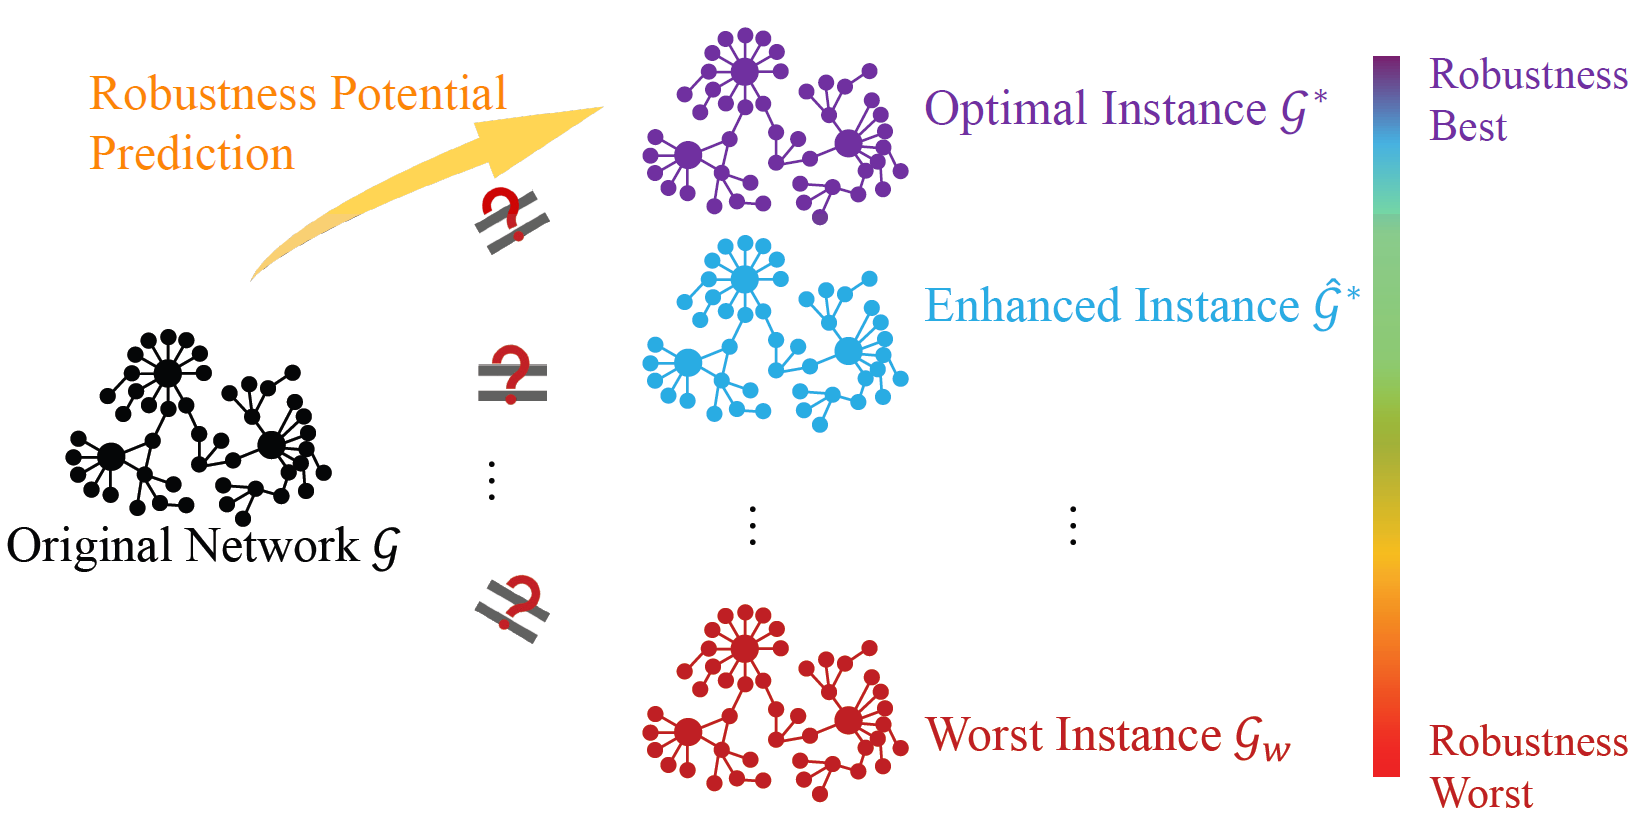 Robustness Potential
Prediction
Optimal Instance 𝒢*
Robustness
Best
?
Enhanced Instance 𝒢̂*
?
⋮
Original Network 𝒢
⋮
⋮
?
Worst Instance 𝒢w
Robustness
Worst